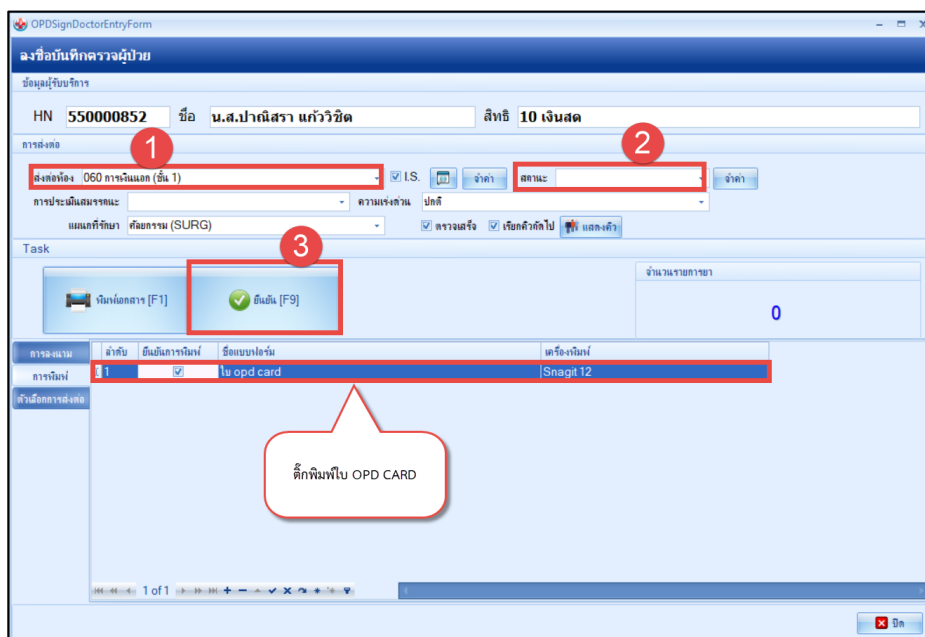 OPDSignDoctorEntryForm
ลงชื่อบันทึกตรวจผู้ป่วย
ข้อมูลผู้รับบริการ
HN 550000852 ชื่อ น.ส.ปาณิสรา แก้ววิชิต สิทธิ 10 เงินสด
การส่งต่อ
1 2
ส่งต่อห้อง 060 การเงินนอก (ชั้น 1) I.S. จำค่า สถานะ จำค่า
การประเมินสมรรถนะ ความเร่งด่วน ปกติ
แผนกที่รักษา ศัลยกรรม (SURG) ตรวจเสร็จ เรียกคิวถัดไป แสดงคิว
Task 3
จำนวนรายการยา
พิมพ์เอกสาร [F1] ยืนยัน [F9]
0
การลงนาม ลำดับ ยืนยันการพิมพ์ ชื่อแบบฟอร์ม เครื่องพิมพ์
การพิมพ์ 1 ใบ opd card Snagit 12
ตัวเลือกการส่งต่อ
ติ๊กพิมพ์ใบ OPD CARD
1 of 1
ปิด